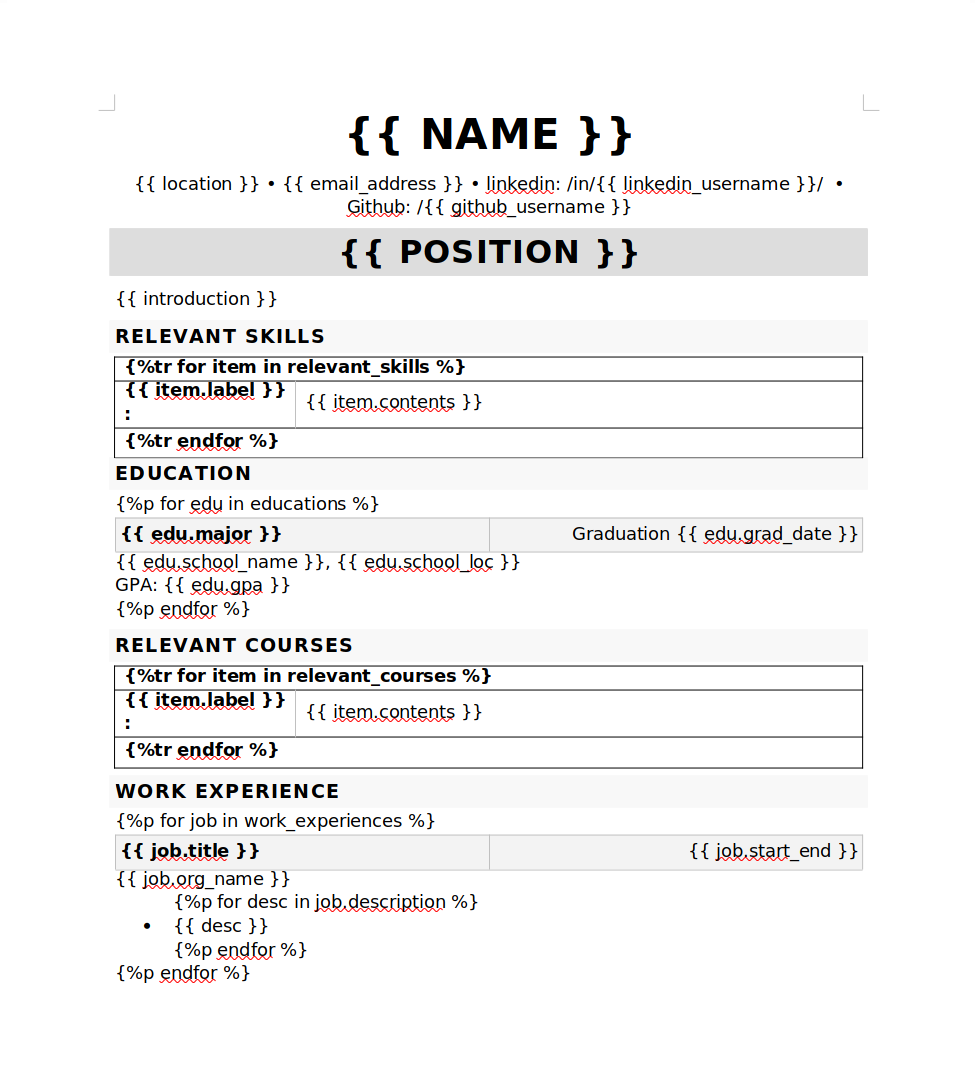 {{ NAME }}
{{ location }} • {{ email_address }} • linkedin: /in/{{ linkedin_username }}/ •
Github: /{{ github_username }}
{{ POSITION }}
{{ introduction }}
RELEVANT SKILLS
{%tr for item in relevant_skills %}
{{ item.label }}
:
{{ item.contents }}
{%tr endfor %}
EDUCATION
{%p for edu in educations %}
{{ edu.major }}
Graduation {{ edu.grad_date }}
{{ edu.school_name }}, {{ edu.school_loc }}
GPA: {{ edu.gpa }}
{%p endfor %}
RELEVANT COURSES
{%tr for item in relevant_courses %}
{{ item.label }}
:
{{ item.contents }}
{%tr endfor %}
WORK EXPERIENCE
{%p for job in work_experiences %}
{{ job.title }}
{{ job.start_end }}
{{ job.org_name }}
{%p for desc in job.description %}
• {{ desc }}
{%p endfor %}
{%p endfor %}